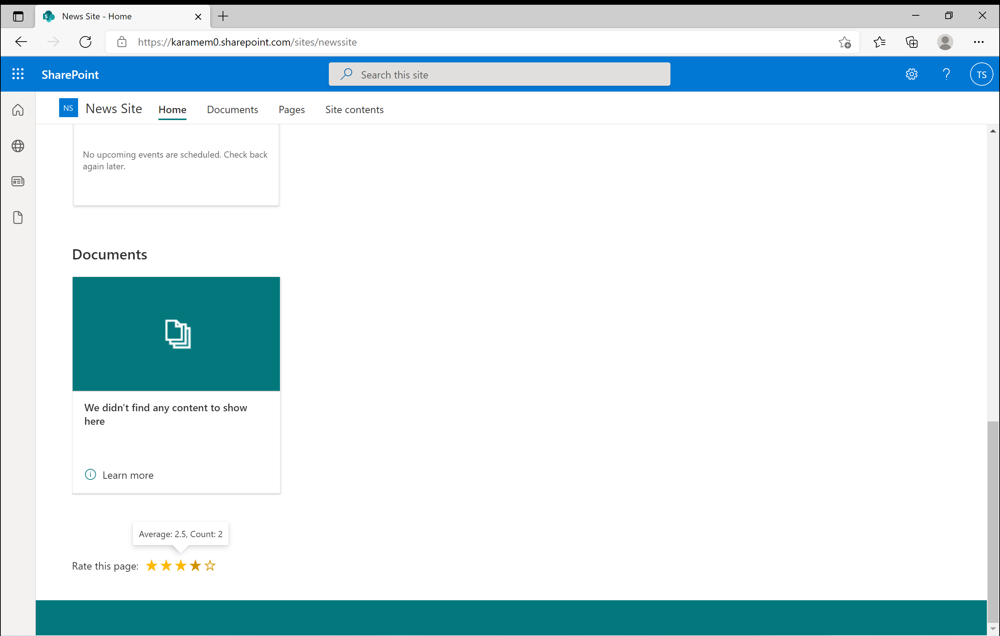 News Site - Home
https://karamem0.sharepoint.com/sites/newssite
SharePoint
Search this site
TS
NS
News Site
Home
Documents
Pages
Site contents
No upcoming events are scheduled. Check back
again later.
Documents
We didn't find any content to show
here
Learn more
Average: 2.5, Count: 2
Rate this page: